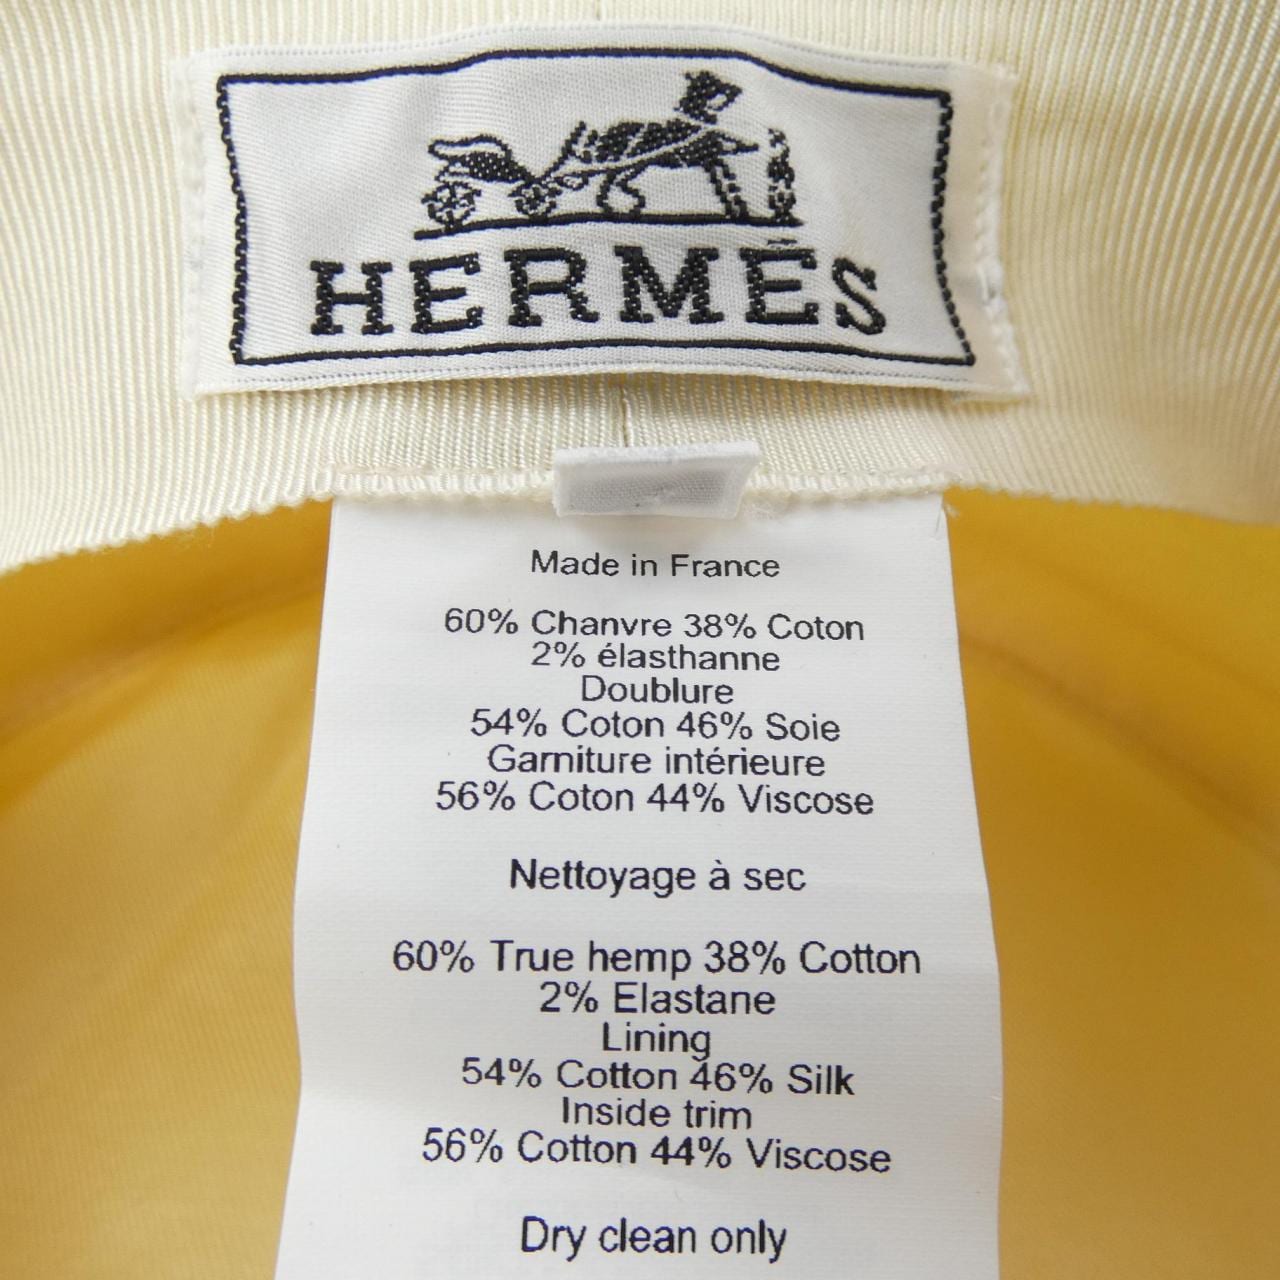 HERMÈS
Made in France
60% Chanvre 38% Coton
2% élasthanne
Doublure
54% Coton 46% Soie
Garniture intérieure
56% Coton 44% Viscose
Nettoyage à sec
60% True hemp 38% Cotton
2% Elastane
Lining
54% Cotton 46% Silk
Inside trim
56% Cotton 44% Viscose
Dry clean only